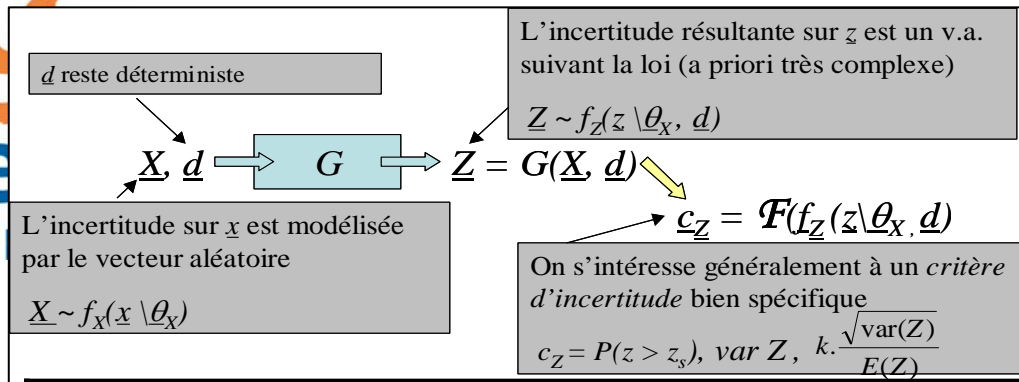 L'incertitude résultante sur z est un v.a.
suivant la loi (a priori très complexe)
Z ~ f_Z(z \θ_X, d)
d reste déterministe
X, d
G
Z = G(X, d)
L'incertitude sur x est modélisée
par le vecteur aléatoire
X ~ f_X(x \θ_X)
c_Z = F(f_Z (z\θ_X, d)
On s'intéresse généralement à un critère
d'incertitude bien spécifique
c_Z = P(z > z_s), var Z , k.√var(Z)/E(Z)